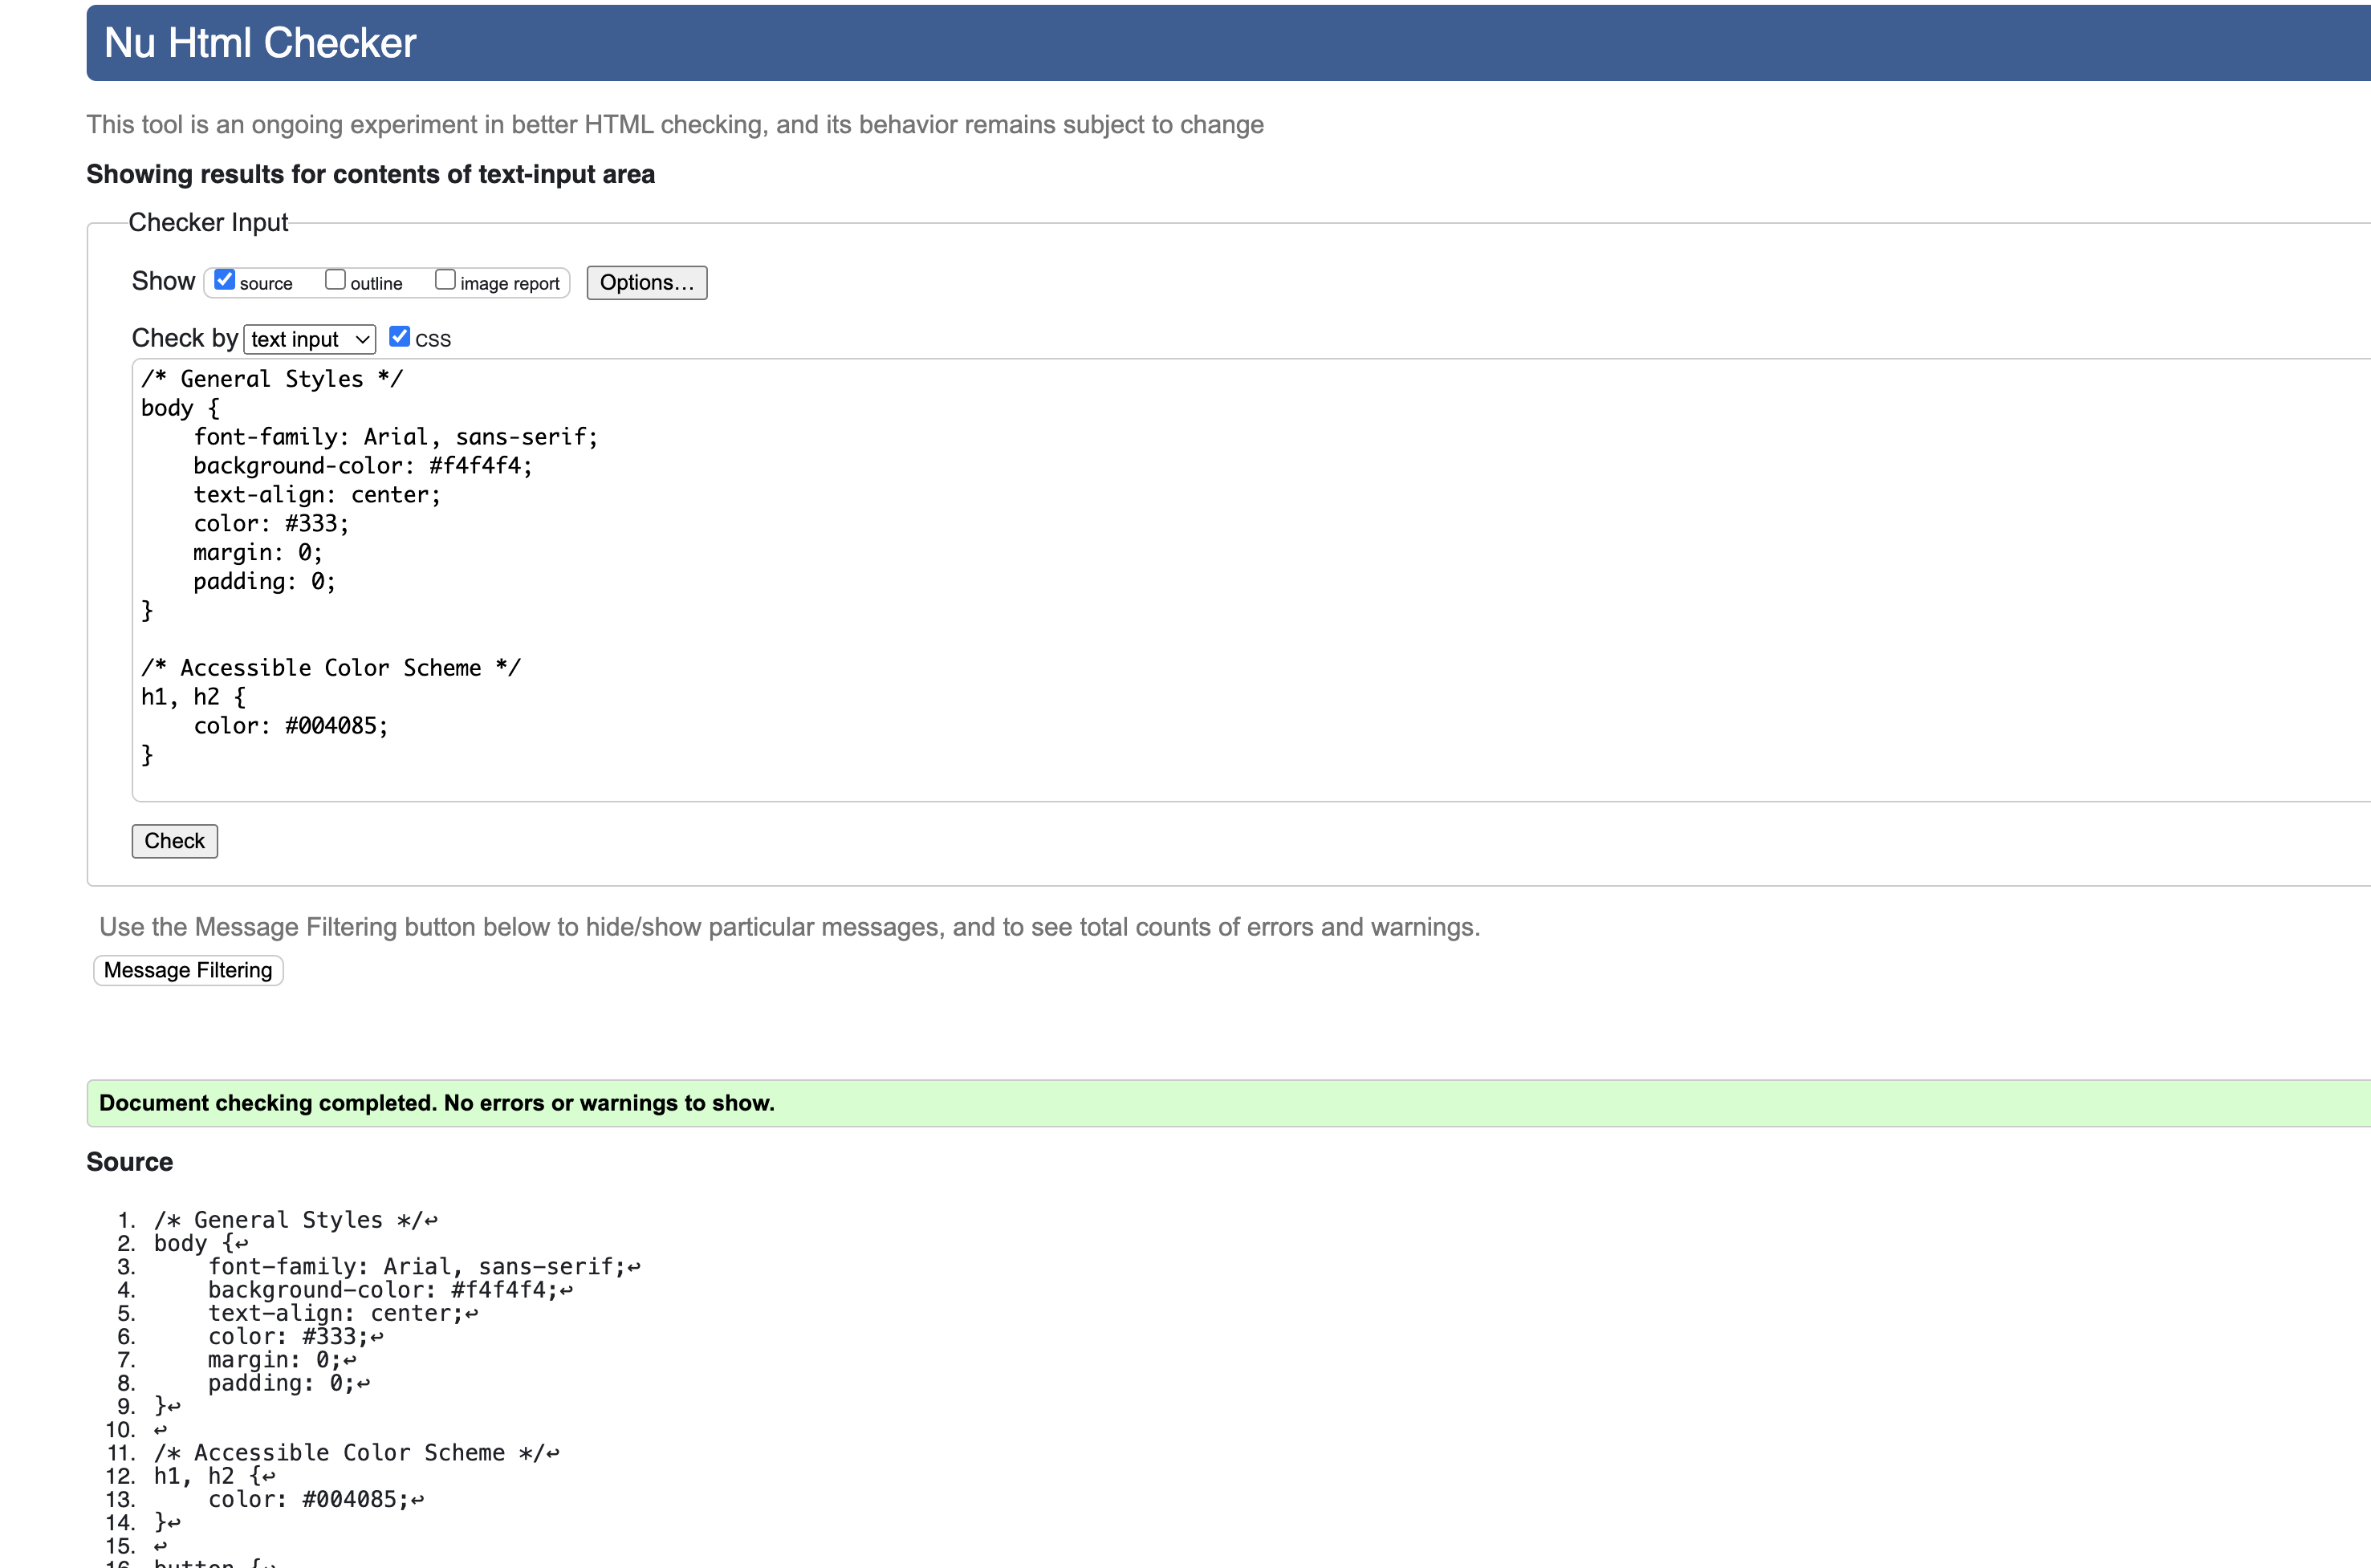 Nu Html Checker
This tool is an ongoing experiment in better HTML checking, and its behavior remains subject to change
Showing results for contents of text-input area
Checker Input
Show source outline image report Options...
Check by text input CSS
/* General Styles */
body {
    font-family: Arial, sans-serif;
    background-color: #f4f4f4;
    text-align: center;
    color: #333;
    margin: 0;
    padding: 0;
}
/* Accessible Color Scheme */
h1, h2 {
    color: #004085;
}
Check
Use the Message Filtering button below to hide/show particular messages, and to see total counts of errors and warnings.
Message Filtering
Document checking completed. No errors or warnings to show.
Source
1. /* General Styles */↩
2. body {↩
3.     font-family: Arial, sans-serif;↩
4.     background-color: #f4f4f4;↩
5.     text-align: center;↩
6.     color: #333;↩
7.     margin: 0;↩
8.     padding: 0;↩
9. }↩
10. ↩
11. /* Accessible Color Scheme */↩
12. h1, h2 {↩
13.     color: #004085;↩
14. }↩
15. ↩
16. button {↩